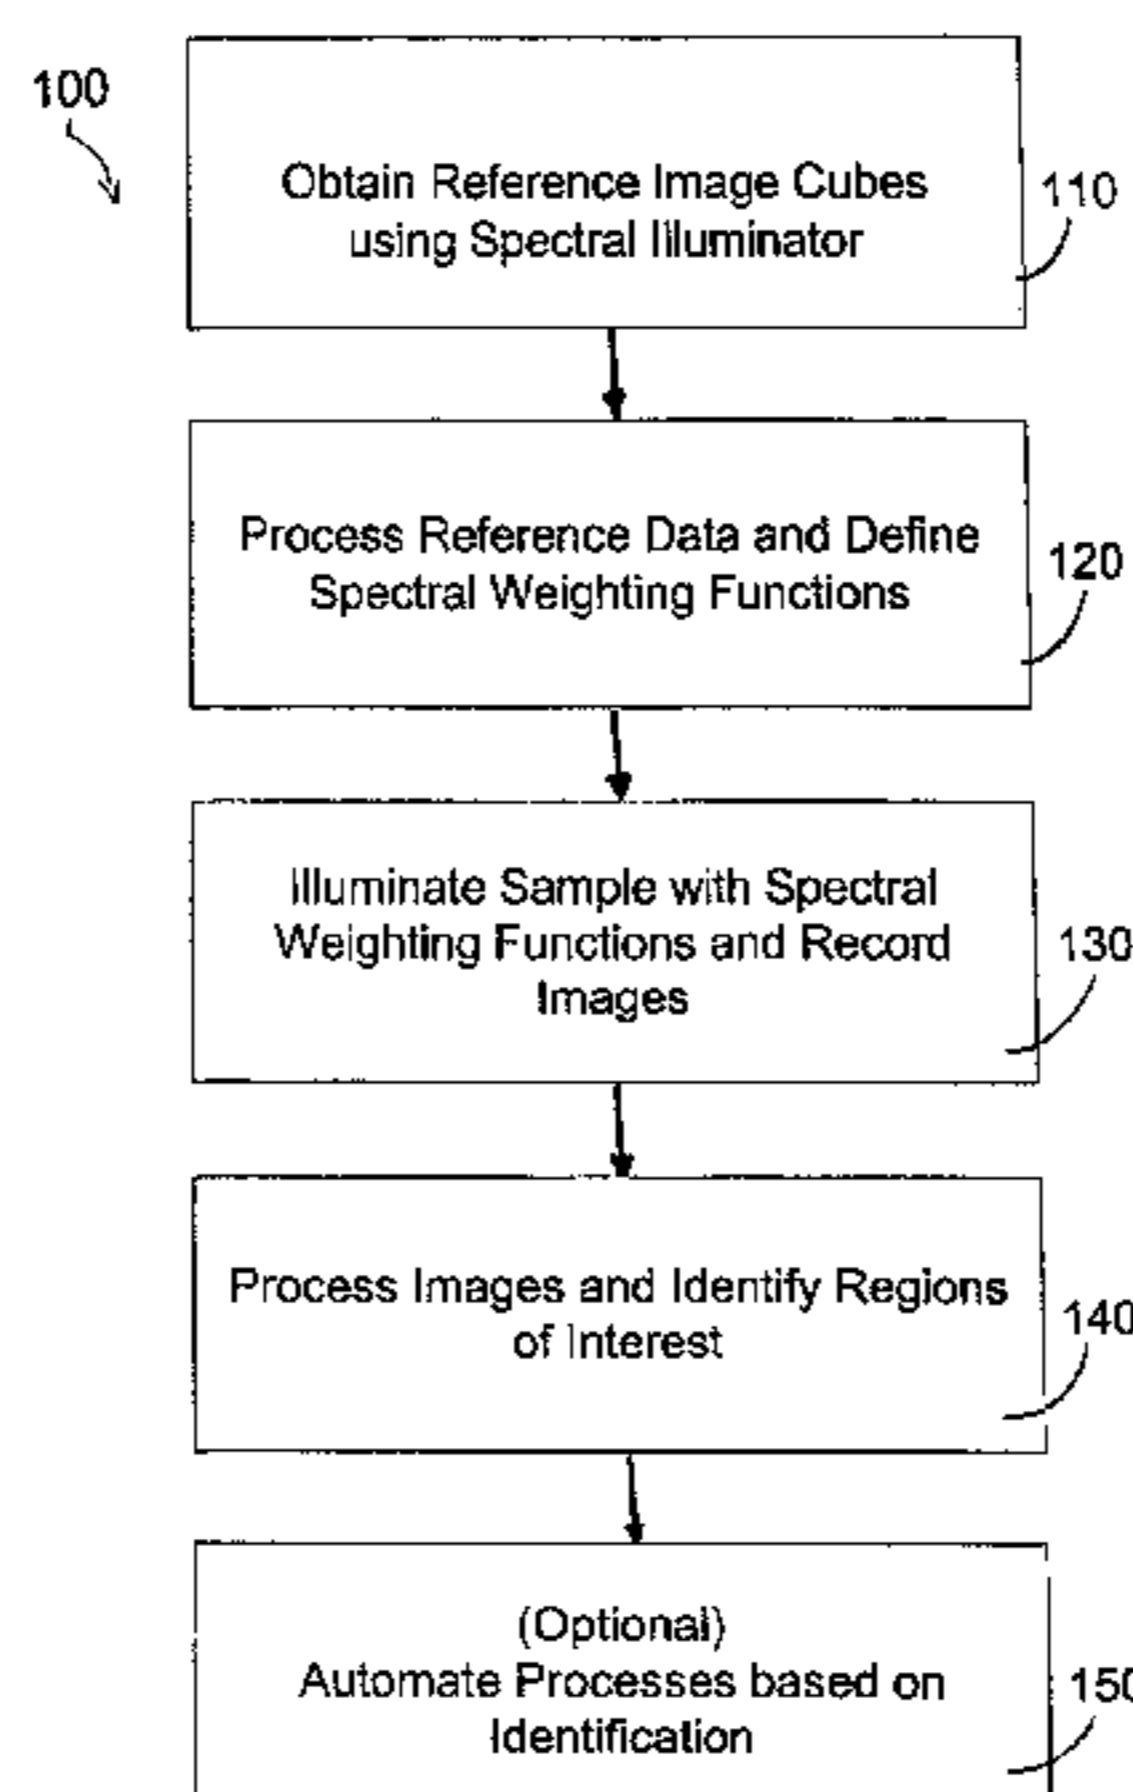 100
Obtain Reference Image Cubes
using Spectral Illuminator
110
Process Reference Data and Define
Spectral Weighting Functions
120
Illuminate Sample with Spectral
Weighting Functions and Record
Images
130
Process Images and Identify Regions
of Interest
140
(Optional)
Automate Processes based on
Identification
150